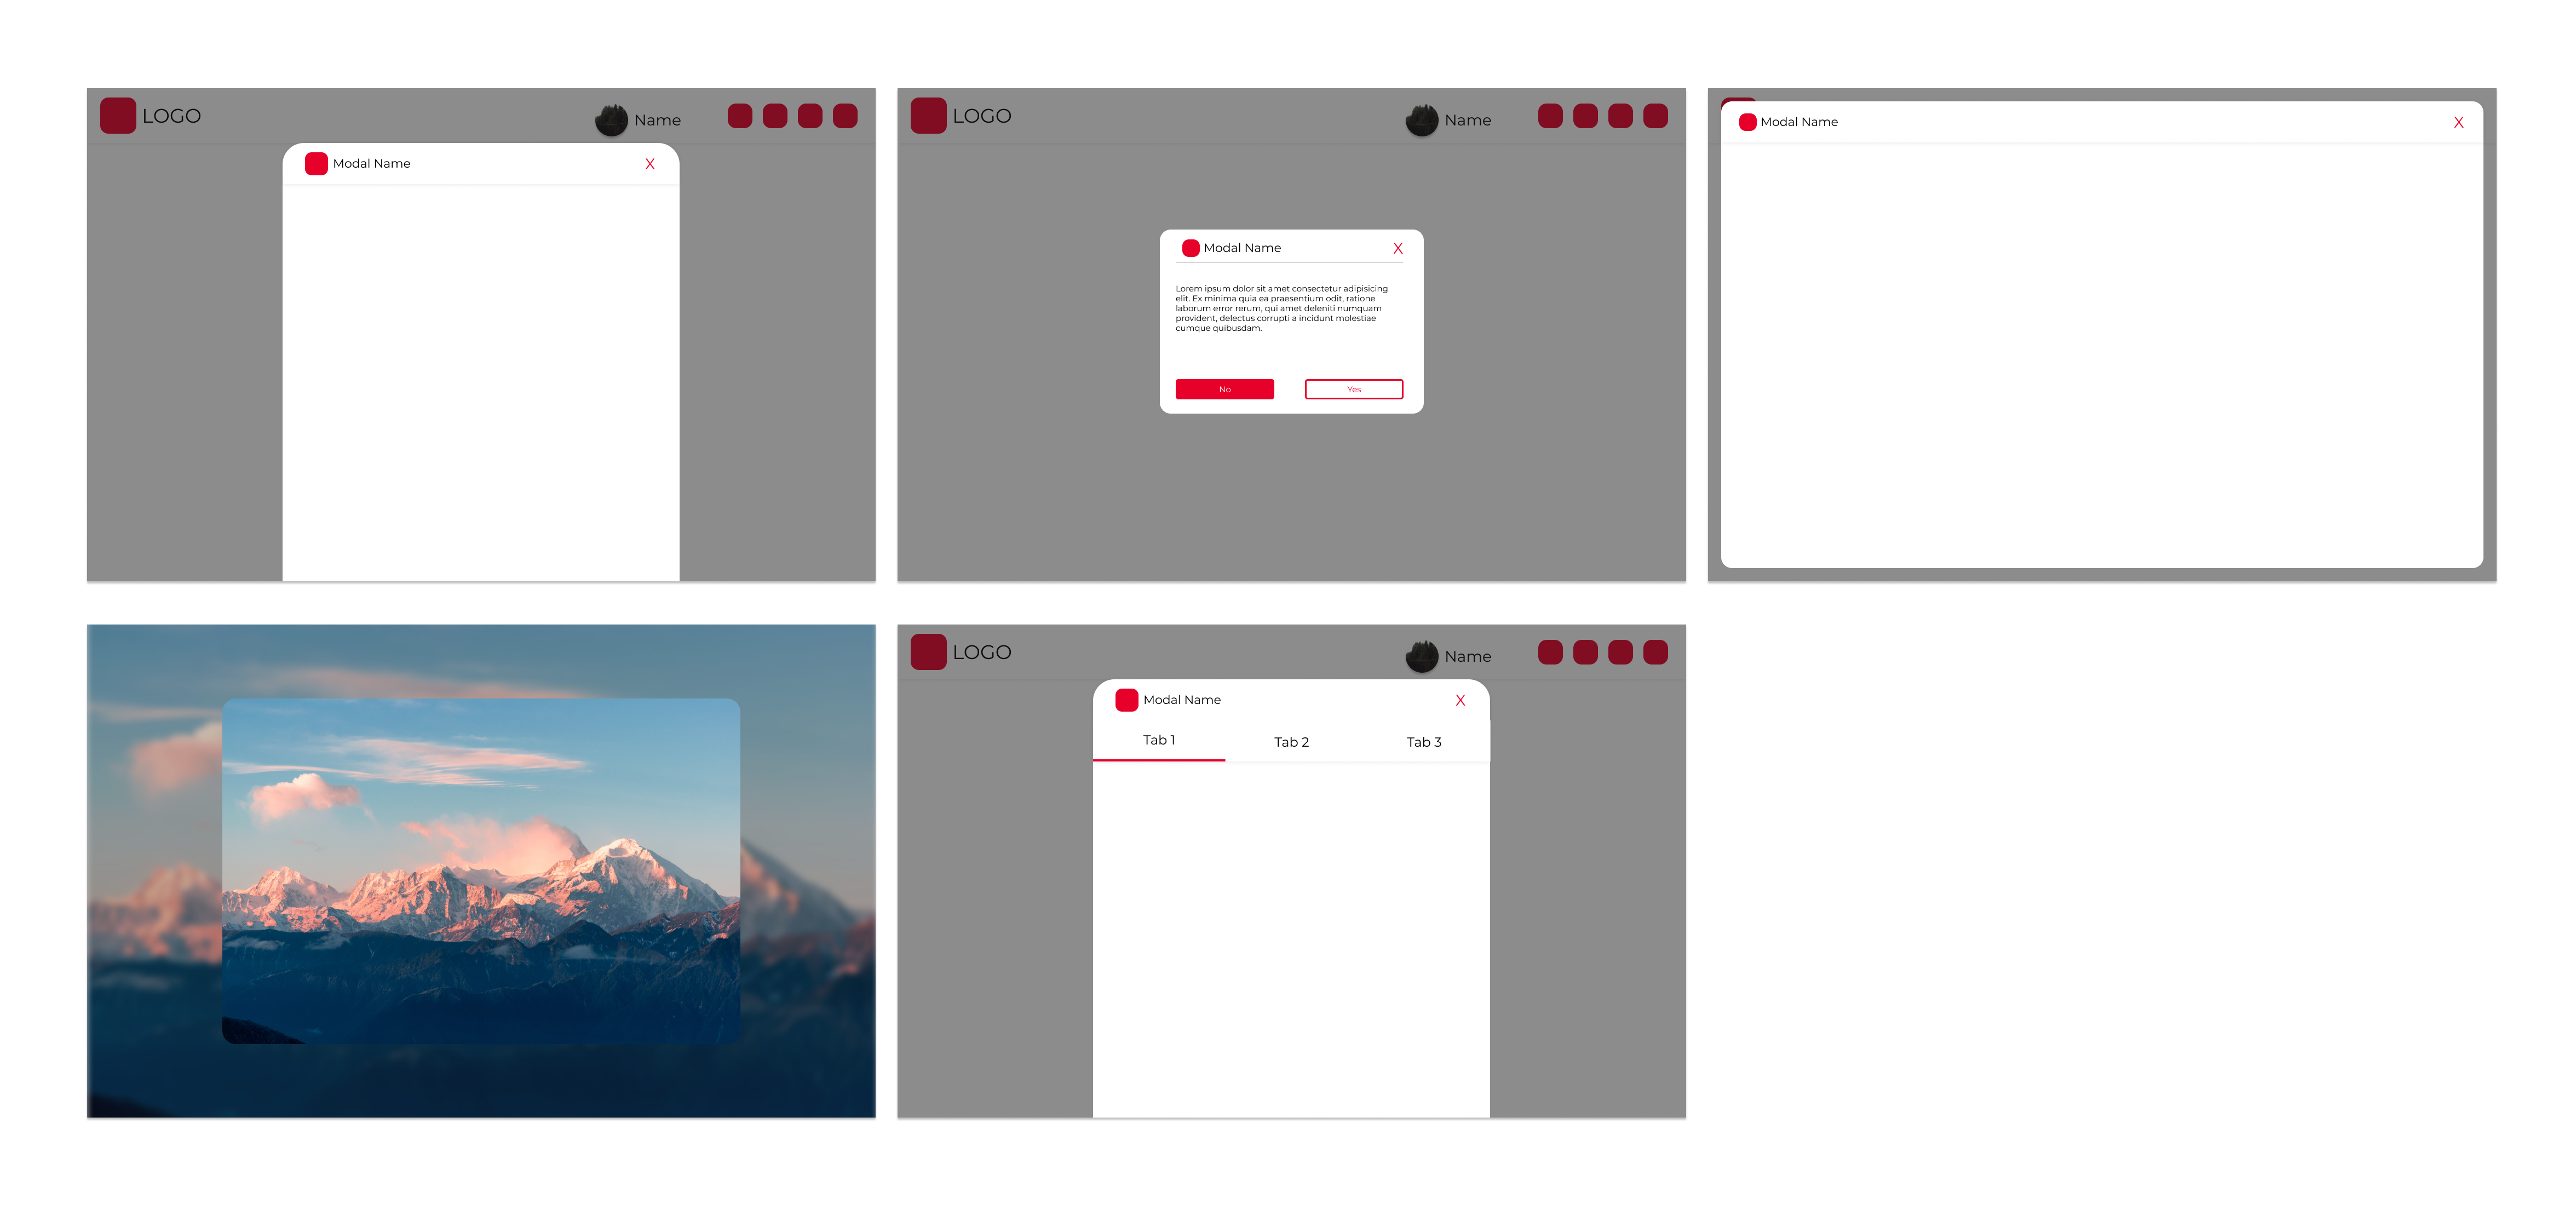 LOGO
Name
Modal Name
X
LOGO
Name
Modal Name
X
Lorem ipsum dolor sit amet consectetur adipisicing
elit. Ex minima quia ea praesentium odit, ratione
laborum error rerum, qui amet deleniti numquam
provident, delectus corrupti a incidunt molestiae
cumque quibusdam.
No
Yes
Modal Name
X
LOGO
Name
Modal Name
X
Tab 1
Tab 2
Tab 3